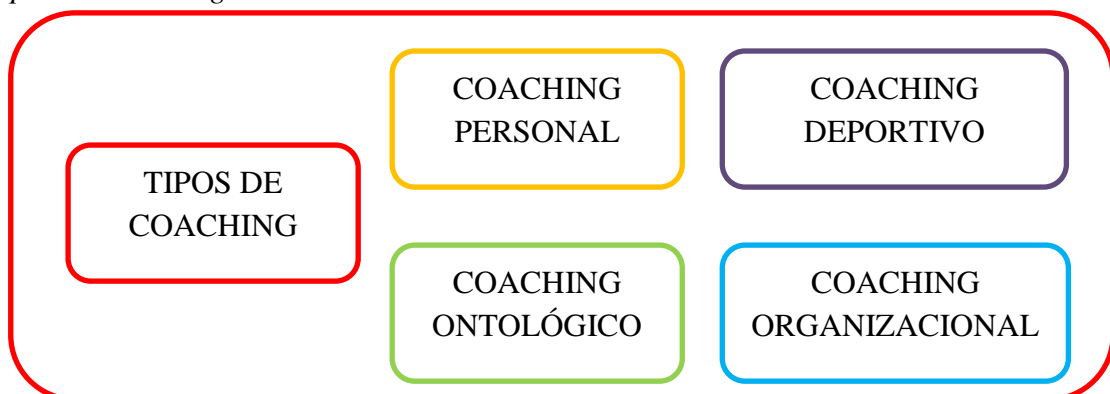 TIPOS DE
COACHING
COACHING
PERSONAL
COACHING
DEPORTIVO
COACHING
ONTOLÓGICO
COACHING
ORGANIZACIONAL